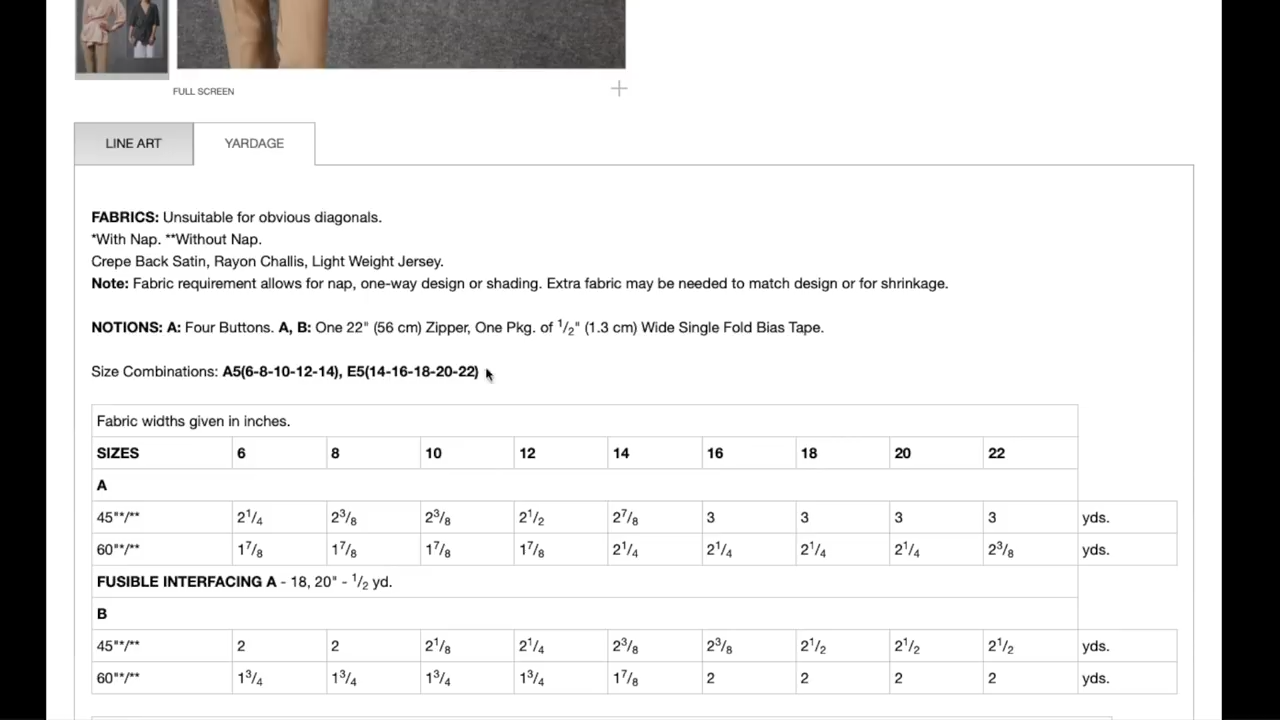 FULL SCREEN
LINE ART YARDAGE
FABRICS: Unsuitable for obvious diagonals.
*With Nap. **Without Nap.
Crepe Back Satin, Rayon Challis, Light Weight Jersey.
Note: Fabric requirement allows for nap, one-way design or shading. Extra fabric may be needed to match design or for shrinkage.
NOTIONS: A: Four Buttons. A, B: One 22" (56 cm) Zipper, One Pkg. of 1/2" (1.3 cm) Wide Single Fold Bias Tape.
Size Combinations: A5(6-8-10-12-14), E5(14-16-18-20-22)
Fabric widths given in inches.
SIZES 6 8 10 12 14 16 18 20 22
A
45"*/** 2 1/4 2 3/8 2 3/8 2 1/2 2 7/8 3 3 3 3 yds.
60"*/** 1 7/8 1 7/8 1 7/8 1 7/8 2 1/4 2 1/4 2 1/4 2 1/4 2 3/8 yds.
FUSIBLE INTERFACING A - 18, 20" - 1/2 yd.
B
45"*/** 2 2 2 1/8 2 1/4 2 3/8 2 3/8 2 1/2 2 1/2 2 1/2 yds.
60"*/** 1 3/4 1 3/4 1 3/4 1 3/4 1 7/8 2 2 2 2 yds.